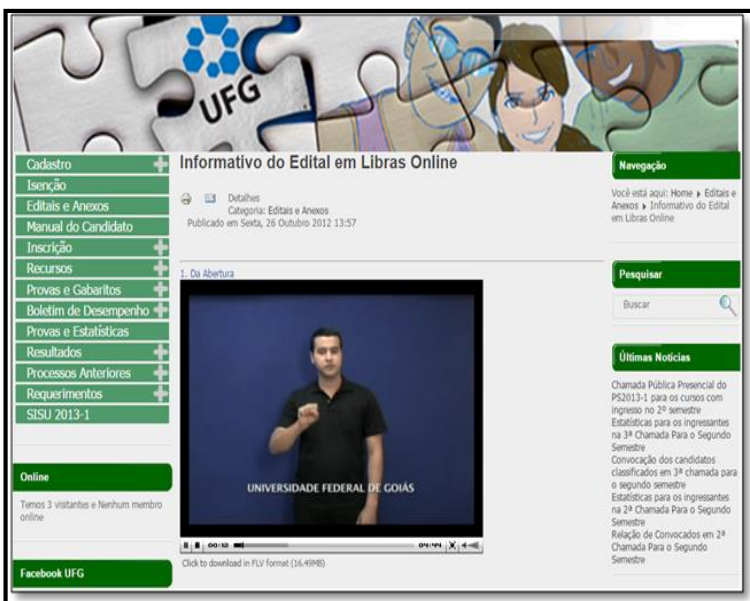 UFG
Cadastro
Isenção
Editais e Anexos
Manual do Candidato
Inscrição
Recursos
Provas e Gabaritos
Boletim de Desempenho
Provas e Estatísticas
Resultados
Processos Anteriores
Requerimentos
SISU 2013-1
Online
Temos 3 visitantes e Nenhum membro
online
Facebook UFG
Informativo do Edital em Libras Online
Detalhes
Categoria: Editais e Anexos
Publicado em Sexta, 26 Outubro 2012 13:57
1. Da Abertura
UNIVERSIDADE FEDERAL DE GOIÁS
00:12
04:44
Click to download in FLV format (16.49MB)
Navegação
Você está aqui: Home ▸ Editais e
Anexos ▸ Informativo do Edital
em Libras Online
Pesquisar
Buscar
Últimas Notícias
Chamada Pública Presencial do
PS2013-1 para os cursos com
ingresso no 2º semestre
Estatísticas para os ingressantes
na 3ª Chamada Para o Segundo
Semestre
Convocação dos candidatos
classificados em 3ª chamada para
o segundo semestre
Estatísticas para os ingressantes
na 2ª Chamada Para o Segundo
Semestre
Relação de Convocados em 2ª
Chamada Para o Segundo
Semestre